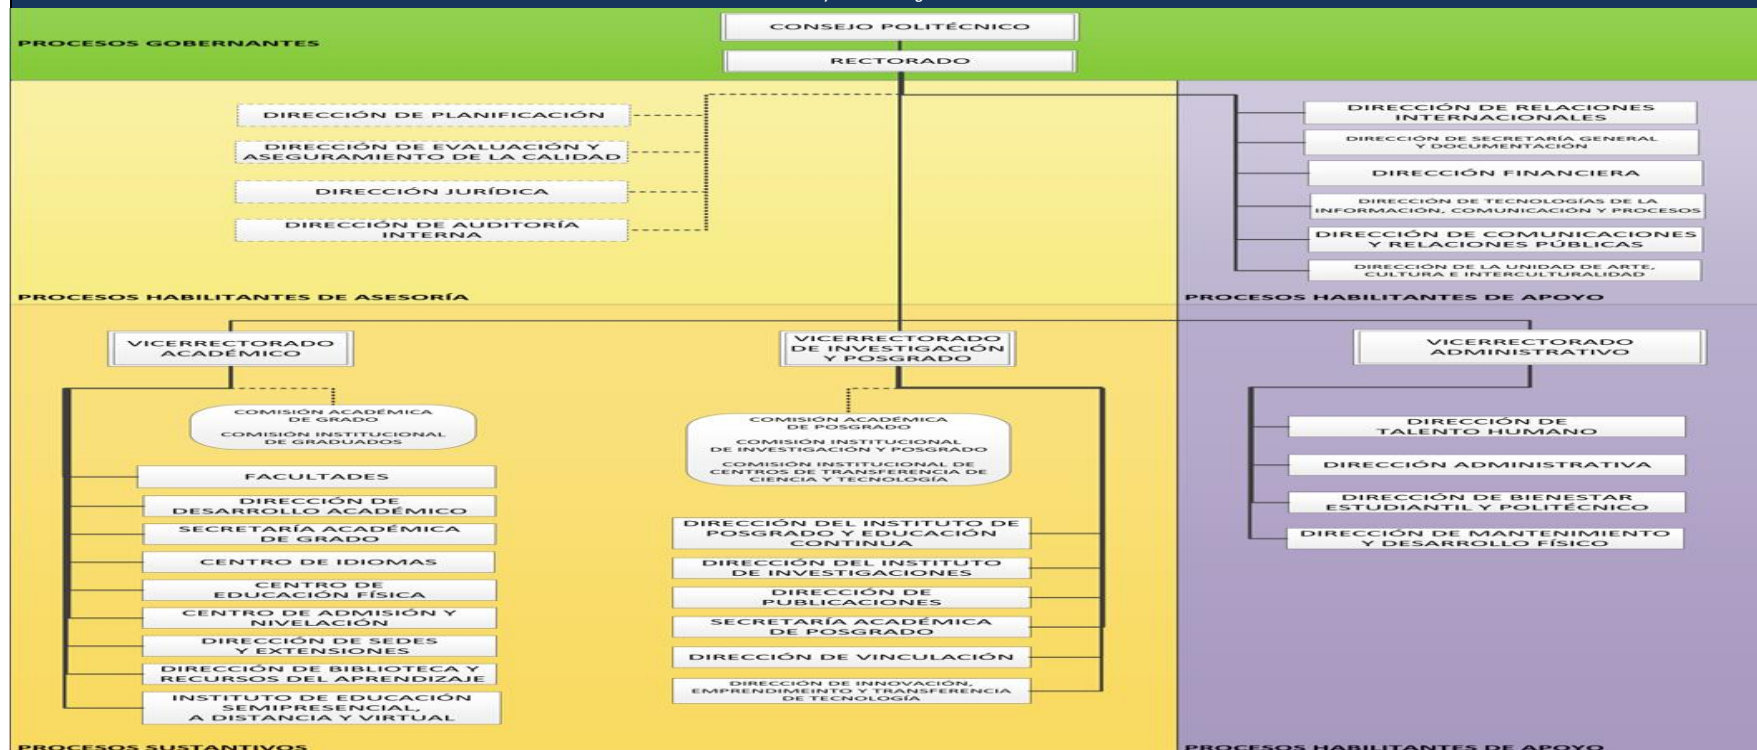 CONSEJO POLITÉCNICO
PROCESOS GOBERNANTES
RECTORADO
DIRECCIÓN DE PLANIFICACIÓN
DIRECCIÓN DE EVALUACIÓN Y
ASEGURAMIENTO DE LA CALIDAD
DIRECCIÓN JURÍDICA
DIRECCIÓN DE AUDITORÍA
INTERNA
PROCESOS HABILITANTES DE ASESORÍA
DIRECCIÓN DE RELACIONES
INTERNACIONALES
DIRECCIÓN DE SECRETARÍA GENERAL
Y DOCUMENTACIÓN
DIRECCIÓN FINANCIERA
DIRECCIÓN DE TECNOLOGÍAS DE LA
INFORMACIÓN, COMUNICACIÓN Y PROCESOS
DIRECCIÓN DE COMUNICACIONES
Y RELACIONES PÚBLICAS
DIRECCIÓN DE LA UNIDAD DE ARTE,
CULTURA E INTERCULTURALIDAD
PROCESOS HABILITANTES DE APOYO
VICERRECTORADO
ACADÉMICO
COMISIÓN ACADÉMICA
DE GRADO
COMISIÓN INSTITUCIONAL
DE GRADUADOS
FACULTADES
DIRECCIÓN DE
DESARROLLO ACADÉMICO
SECRETARÍA ACADÉMICA
DE GRADO
CENTRO DE IDIOMAS
CENTRO DE
EDUCACIÓN FÍSICA
CENTRO DE ADMISIÓN Y
NIVELACIÓN
DIRECCIÓN DE SEDES
Y EXTENSIONES
DIRECCIÓN DE BIBLIOTECA Y
RECURSOS DEL APRENDIZAJE
INSTITUTO DE EDUCACIÓN
SEMIPRESENCIAL,
A DISTANCIA Y VIRTUAL
VICERRECTORADO
DE INVESTIGACIÓN
Y POSGRADO
COMISIÓN ACADÉMICA
DE POSGRADO
COMISIÓN INSTITUCIONAL
DE INVESTIGACIÓN Y POSGRADO
COMISIÓN INSTITUCIONAL DE
CENTROS DE TRANSFERENCIA DE
CIENCIA Y TECNOLOGÍA
DIRECCIÓN DEL INSTITUTO DE
POSGRADO Y EDUCACIÓN
CONTINUA
DIRECCIÓN DEL INSTITUTO
DE INVESTIGACIONES
DIRECCIÓN DE
PUBLICACIONES
SECRETARÍA ACADÉMICA
DE POSGRADO
DIRECCIÓN DE VINCULACIÓN
DIRECCIÓN DE INNOVACIÓN,
EMPRENDIMEINTO Y TRANSFERENCIA
DE TECNOLOGÍA
VICERRECTORADO
ADMINISTRATIVO
DIRECCIÓN DE
TALENTO HUMANO
DIRECCIÓN ADMINISTRATIVA
DIRECCIÓN DE BIENESTAR
ESTUDIANTIL Y POLITÉCNICO
DIRECCIÓN DE MANTENIMIENTO
Y DESARROLLO FÍSICO
PROCESOS SUSTANTIVOS
PROCESOS HABILITANTES DE APOYO